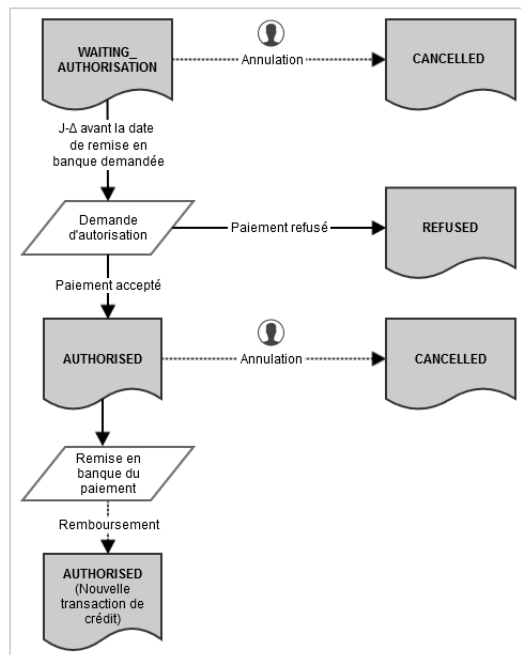 WAITING_
AUTHORISATION
Annulation
CANCELLED
J-Δ avant la date
de remise en
banque demandée
Demande
d'autorisation
Paiement refusé
REFUSED
Paiement accepté
AUTHORISED
Annulation
CANCELLED
Remise en
banque du
paiement
Remboursement
AUTHORISED
(Nouvelle
transaction de
crédit)